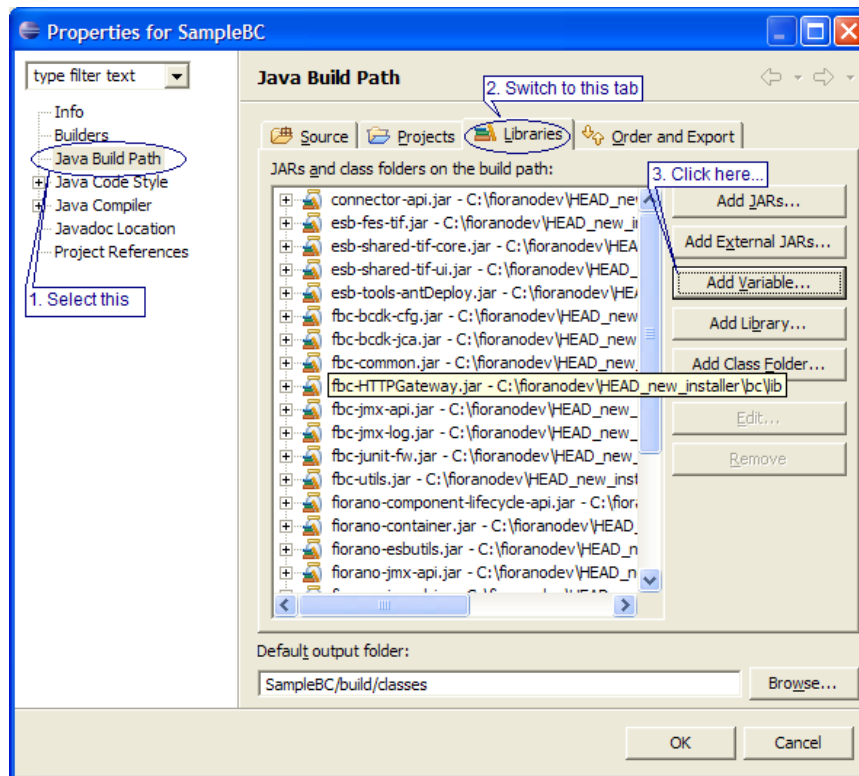 Properties for SampleBC
type filter text
Info
Builders
Java Build Path
Java Code Style
Java Compiler
Javadoc Location
Project References
1. Select this
Java Build Path
2. Switch to this tab
Source
Projects
Libraries
Order and Export
JARs and class folders on the build path:
3. Click here...
connector-api.jar - C:\fioranodev\HEAD_new
esb-fes-tif.jar - C:\fioranodev\HEAD_new_i
esb-shared-tif-core.jar - C:\fioranodev\HEA
esb-shared-tif-ui.jar - C:\fioranodev\HEAD_
esb-tools-antDeploy.jar - C:\fioranodev\HEA
fbc-bcdk-cfg.jar - C:\fioranodev\HEAD_new
fbc-bcdk-jca.jar - C:\fioranodev\HEAD_new
fbc-common.jar - C:\fioranodev\HEAD_new_
fbc-HTTPGateway.jar - C:\fioranodev\HEAD_new_installer\bc\lib
fbc-jmx-api.jar - C:\fioranodev\HEAD_new_
fbc-jmx-log.jar - C:\fioranodev\HEAD_new_
fbc-junit-fw.jar - C:\fioranodev\HEAD_new_
fbc-utils.jar - C:\fioranodev\HEAD_new_inst
fiorano-component-lifecycle-api.jar - C:\fior
fiorano-container.jar - C:\fioranodev\HEAD_
fiorano-esbutils.jar - C:\fioranodev\HEAD_n
fiorano-jmx-api.jar - C:\fioranodev\HEAD_n
Add JARs...
Add External JARs...
Add Variable...
Add Library...
Add Class Folder...
Edit...
Remove
Default output folder:
SampleBC/build/classes
Browse...
OK
Cancel